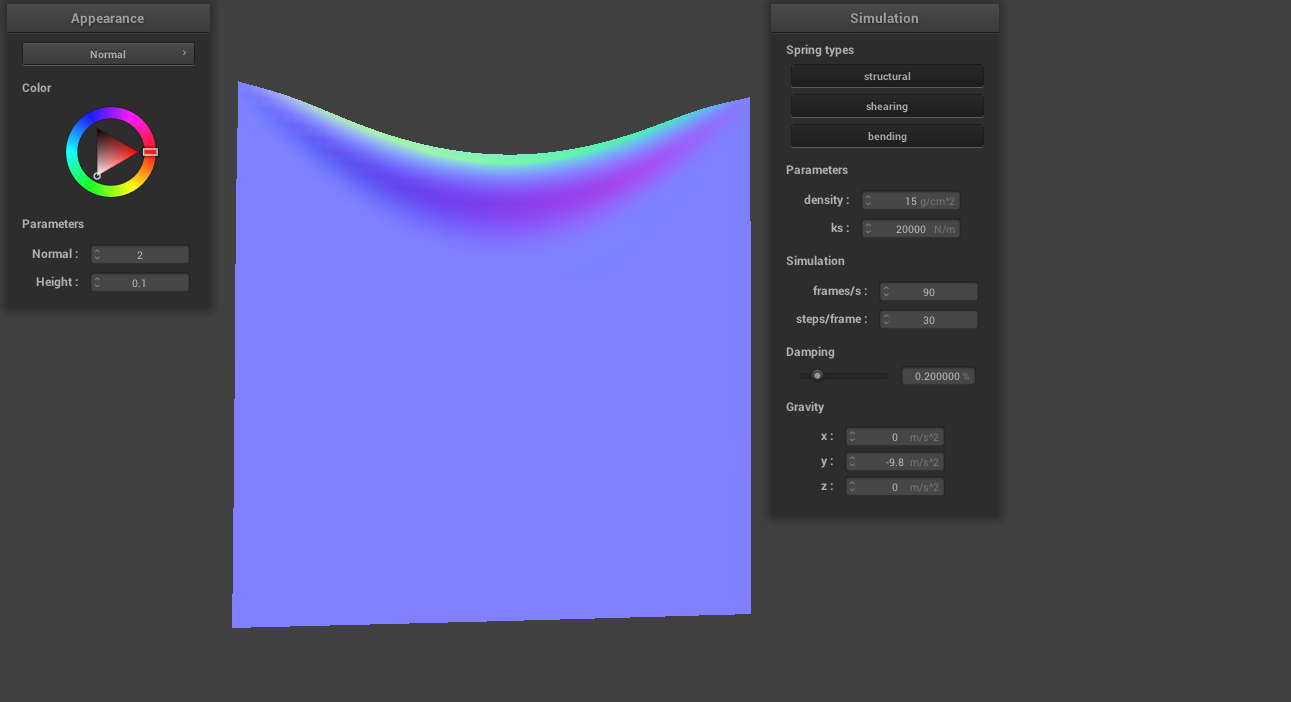 Appearance
Normal
Color
Parameters
Normal : 2
Height : 0.1
Simulation
Spring types
structural
shearing
bending
Parameters
density : 15 g/cm^2
ks : 20000 N/m
Simulation
frames/s : 90
steps/frame : 30
Damping
0.200000 %
Gravity
x : 0 m/s^2
y : -9.8 m/s^2
z : 0 m/s^2